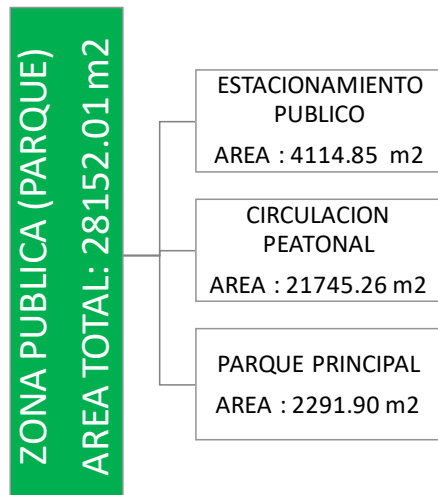 ZONA PUBLICA (PARQUE)
AREA TOTAL: 28152.01 m2
ESTACIONAMIENTO
PUBLICO
AREA : 4114.85 m2
CIRCULACION
PEATONAL
AREA : 21745.26 m2
PARQUE PRINCIPAL
AREA : 2291.90 m2